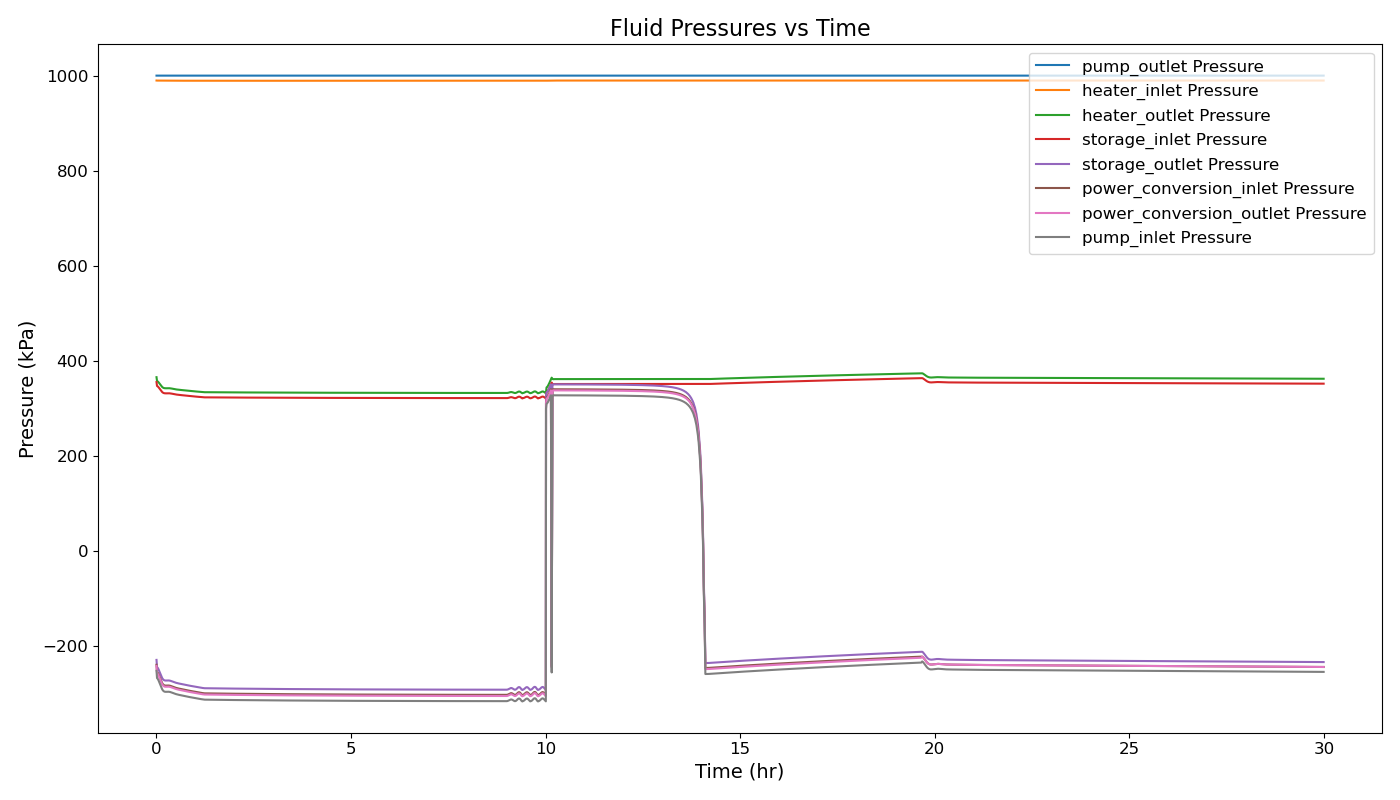 Fluid Pressures vs Time
1000
800
600
400
200
0
−200
Pressure (kPa)
pump_outlet Pressure
heater_inlet Pressure
heater_outlet Pressure
storage_inlet Pressure
storage_outlet Pressure
power_conversion_inlet Pressure
power_conversion_outlet Pressure
pump_inlet Pressure
0 5 10 15 20 25 30
Time (hr)